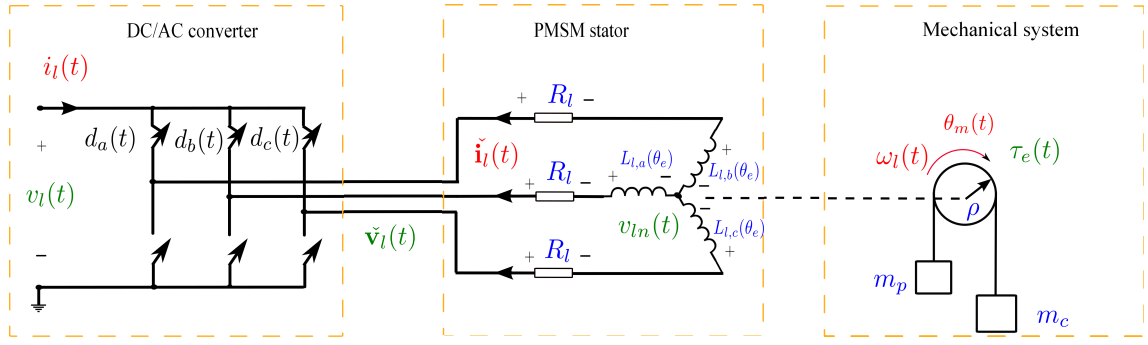 DC/AC converter
PMSM stator
Mechanical system
i_l(t)
+
v_l(t)
−
d_a(t)
d_b(t)
d_c(t)
+ R_l −
ǐ_l(t)
+ R_l −
+ L_{l,a}(θ_e) −
+ L_{l,b}(θ_e) −
v̌_l(t)
v_{ln}(t)
− L_{l,c}(θ_e) +
+ R_l −
θ_m(t)
ω_l(t)
τ_e(t)
ρ
m_p
m_c